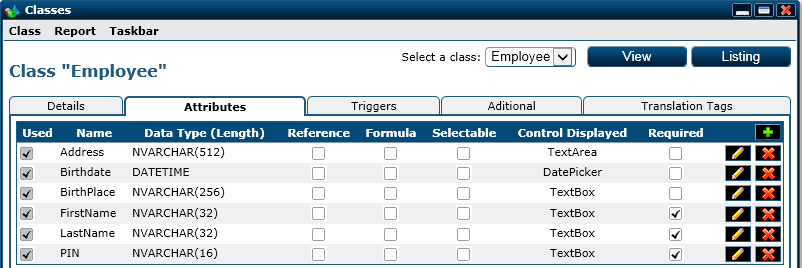 Classes
Class Report Taskbar
Select a class: Employee View Listing
Class "Employee"
Details Attributes Triggers Aditional Translation Tags
Used Name Data Type (Length) Reference Formula Selectable Control Displayed Required
Address NVARCHAR(512) TextArea
Birthdate DATETIME DatePicker
BirthPlace NVARCHAR(256) TextBox
FirstName NVARCHAR(32) TextBox
LastName NVARCHAR(32) TextBox
PIN NVARCHAR(16) TextBox